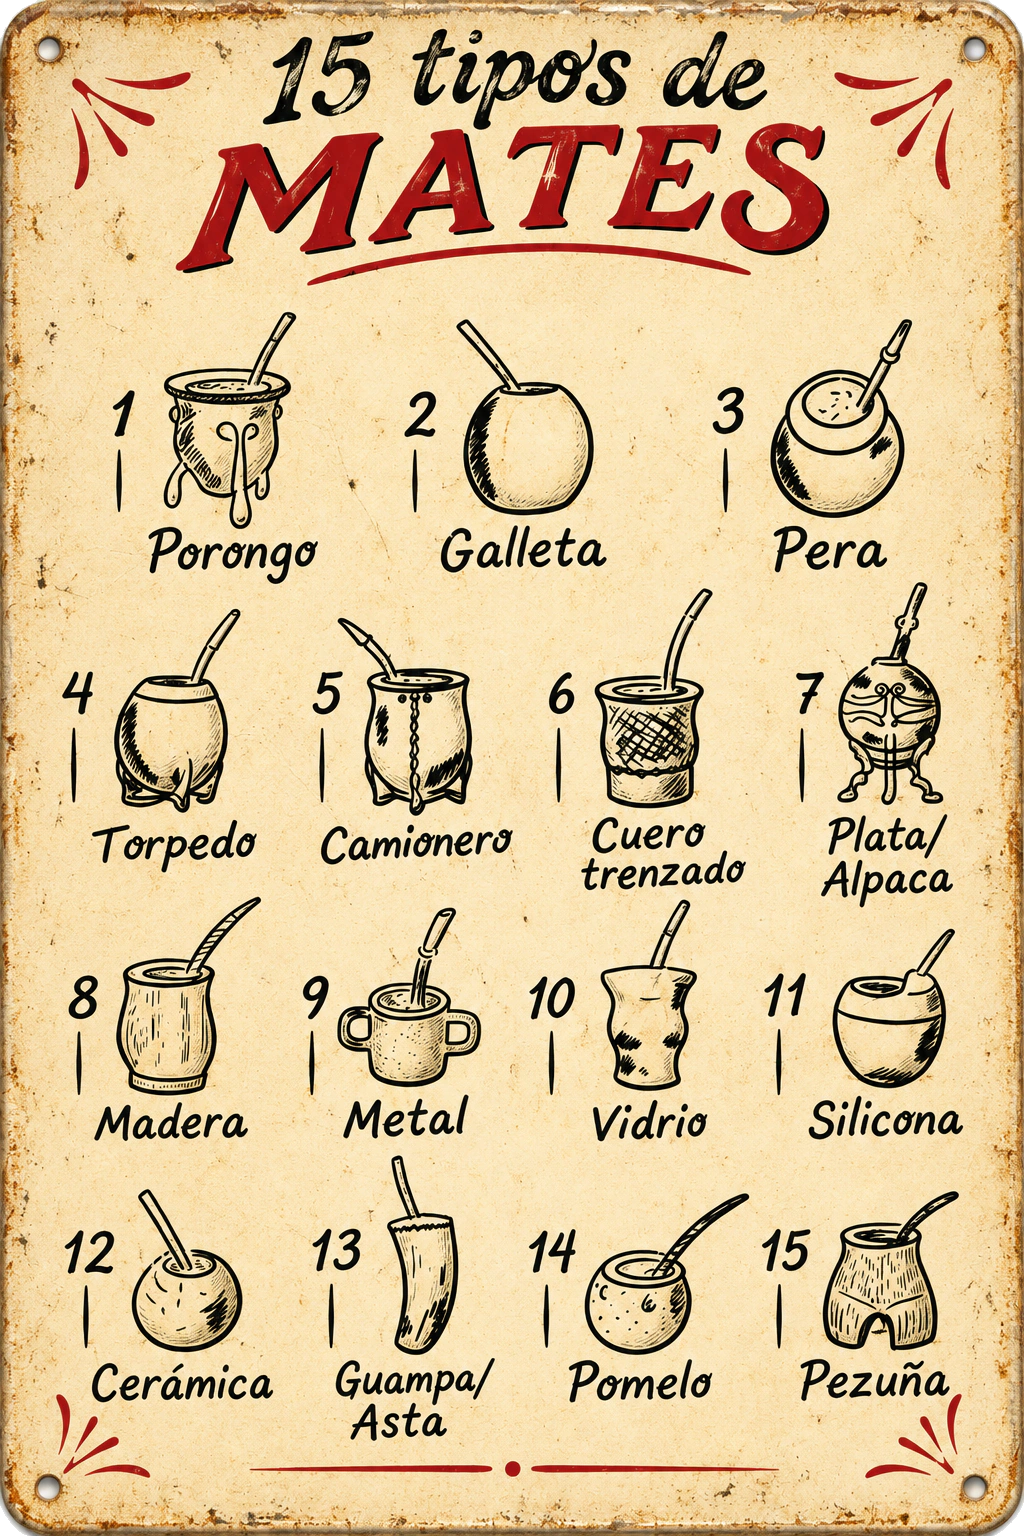 15 tipos de
MATES
1
Porongo
2
Galleta
3
Pera
4
Torpedo
5
Camionero
6
Cuero
trenzado
7
Plata/
Alpaca
8
Madera
9
Metal
10
Vidrio
11
Silicona
12
Cerámica
13
Guampa/
Asta
14
Pomelo
15
Pezuña